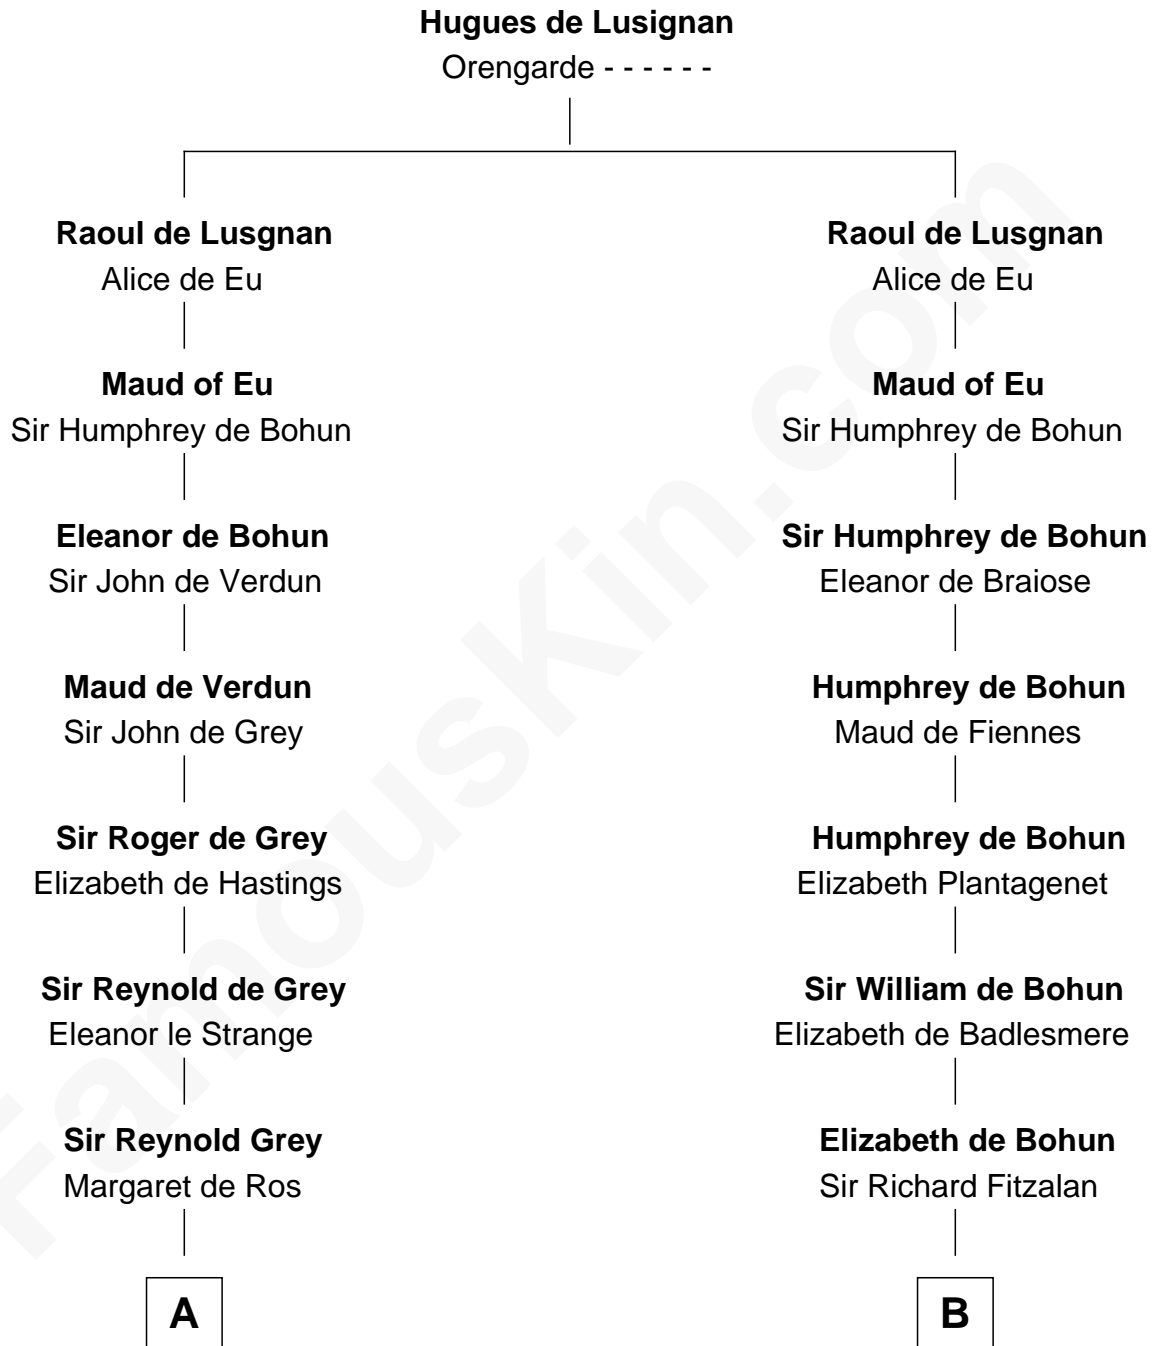 Hugues de Lusignan
Orengarde - - - - - -
Raoul de Lusgnan
Alice de Eu
Maud of Eu
Sir Humphrey de Bohun
Eleanor de Bohun
Sir John de Verdun
Maud de Verdun
Sir John de Grey
Sir Roger de Grey
Elizabeth de Hastings
Sir Reynold de Grey
Eleanor le Strange
Sir Reynold Grey
Margaret de Ros
A
Raoul de Lusgnan
Alice de Eu
Maud of Eu
Sir Humphrey de Bohun
Sir Humphrey de Bohun
Eleanor de Braiose
Humphrey de Bohun
Maud de Fiennes
Humphrey de Bohun
Elizabeth Plantagenet
Sir William de Bohun
Elizabeth de Badlesmere
Elizabeth de Bohun
Sir Richard Fitzalan
B
FamousKin.com